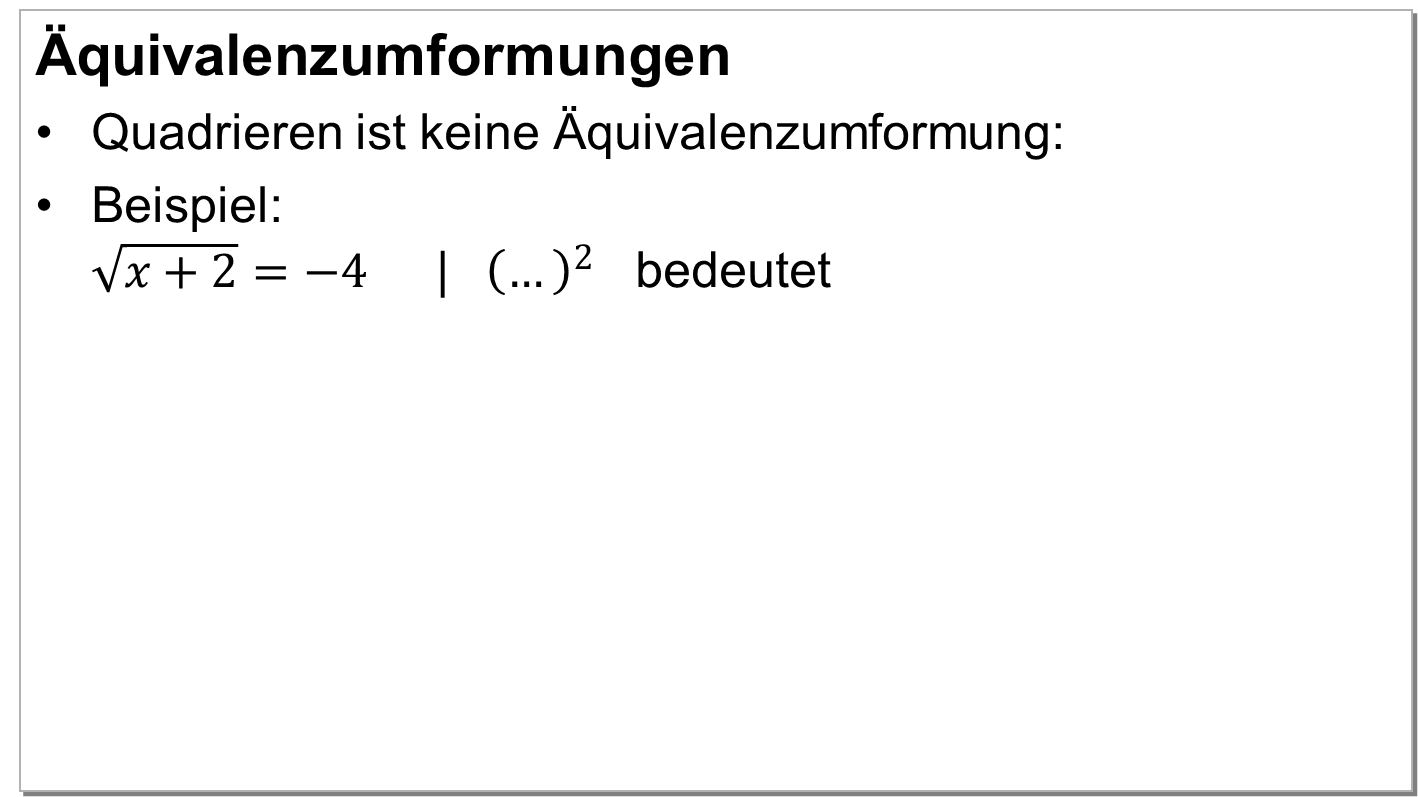 Äquivalenzumformungen
• Quadrieren ist keine Äquivalenzumformung:
• Beispiel:
√(x + 2) = −4 | (…)² bedeutet